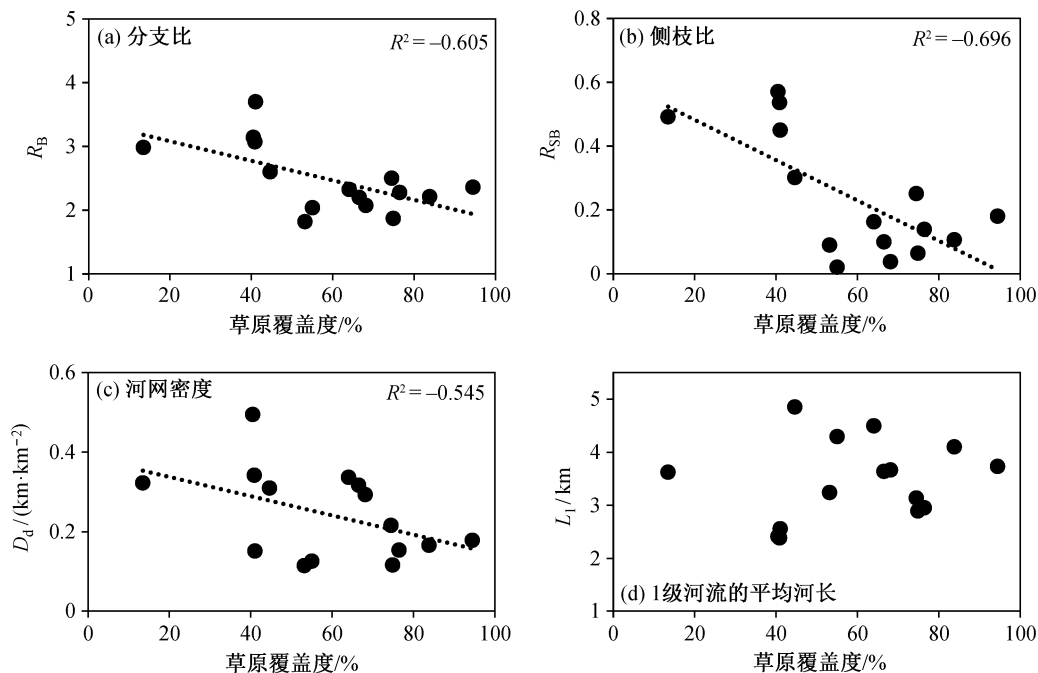 (a) 分支比
R² = –0.605
5
4
3
2
1
R_B
0 20 40 60 80 100
草原覆盖度/%
(b) 侧枝比
R² = –0.696
0.8
0.6
0.4
0.2
0
R_SB
0 20 40 60 80 100
草原覆盖度/%
(c) 河网密度
R² = –0.545
0.6
0.4
0.2
0
D_d / (km·km⁻²)
0 20 40 60 80 100
草原覆盖度/%
5
4
3
2
1
L₁ / km
(d) 1级河流的平均河长
0 20 40 60 80 100
草原覆盖度/%